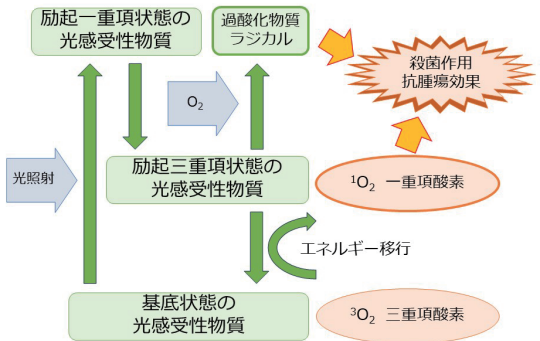 励起一重項状態の
光感受性物質
過酸化物質
ラジカル
殺菌作用
抗腫瘍効果
O₂
光照射
励起三重項状態の
光感受性物質
¹O₂ 一重項酸素
エネルギー移行
基底状態の
光感受性物質
³O₂ 三重項酸素